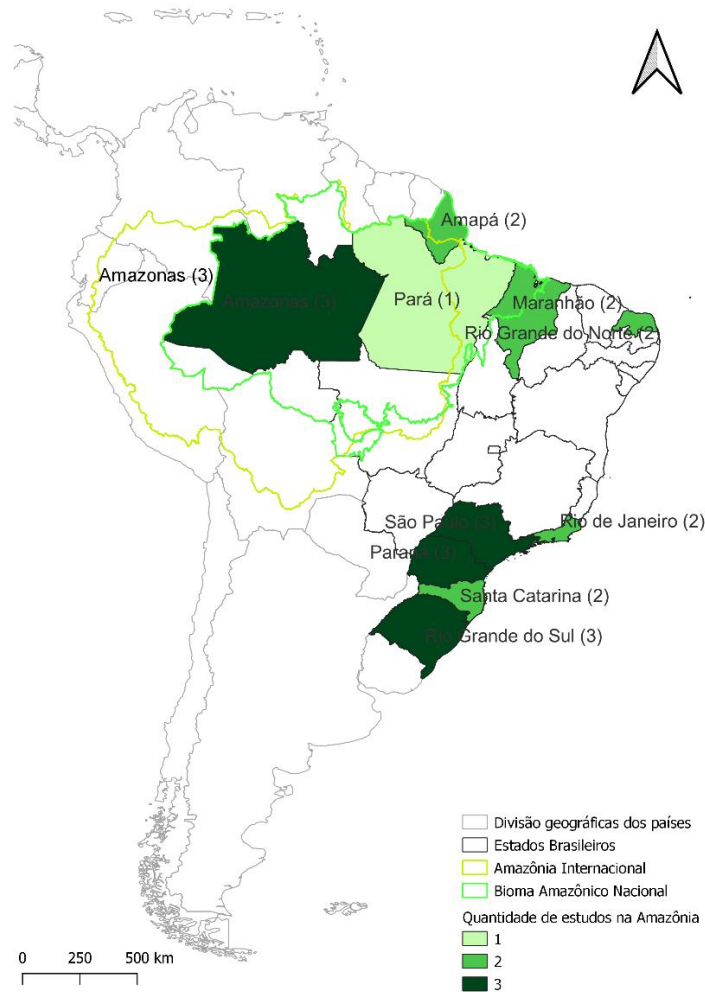 Amapá (2)
Amazonas (3)
Amazonas (3)
Pará (1)
Maranhão (2)
Rio Grande do Norte (2)
São Paulo (3)
Rio de Janeiro (2)
Paraná (3)
Santa Catarina (2)
Rio Grande do Sul (3)
Divisão geográficas dos países
Estados Brasileiros
Amazônia Internacional
Bioma Amazônico Nacional
Quantidade de estudos na Amazônia
1
2
3
0 250 500 km